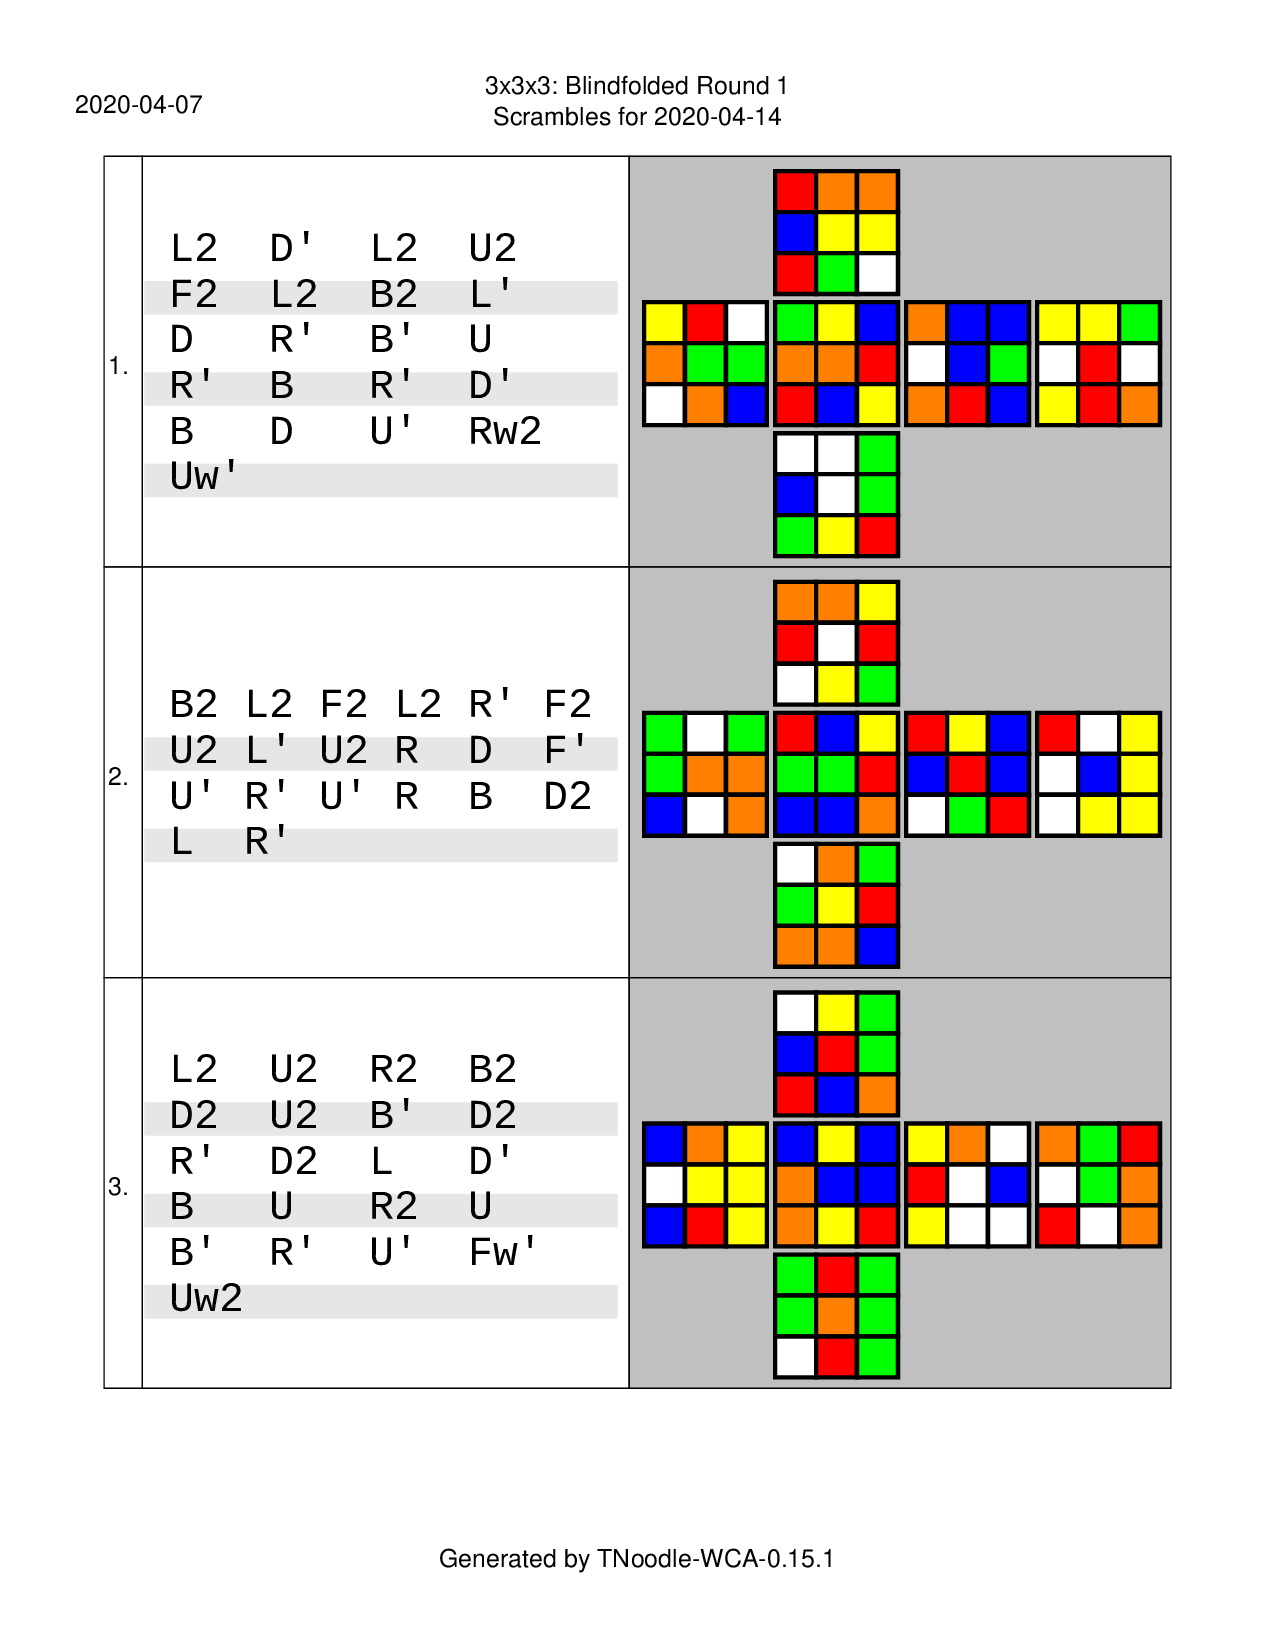 2020-04-07
3x3x3: Blindfolded Round 1
Scrambles for 2020-04-14
1.
L2 D' L2 U2
F2 L2 B2 L'
D R' B' U
R' B R' D'
B D U' Rw2
Uw'
2.
B2 L2 F2 L2 R' F2
U2 L' U2 R D F'
U' R' U' R B D2
L R'
3.
L2 U2 R2 B2
D2 U2 B' D2
R' D2 L D'
B U R2 U
B' R' U' Fw'
Uw2
Generated by TNoodle-WCA-0.15.1